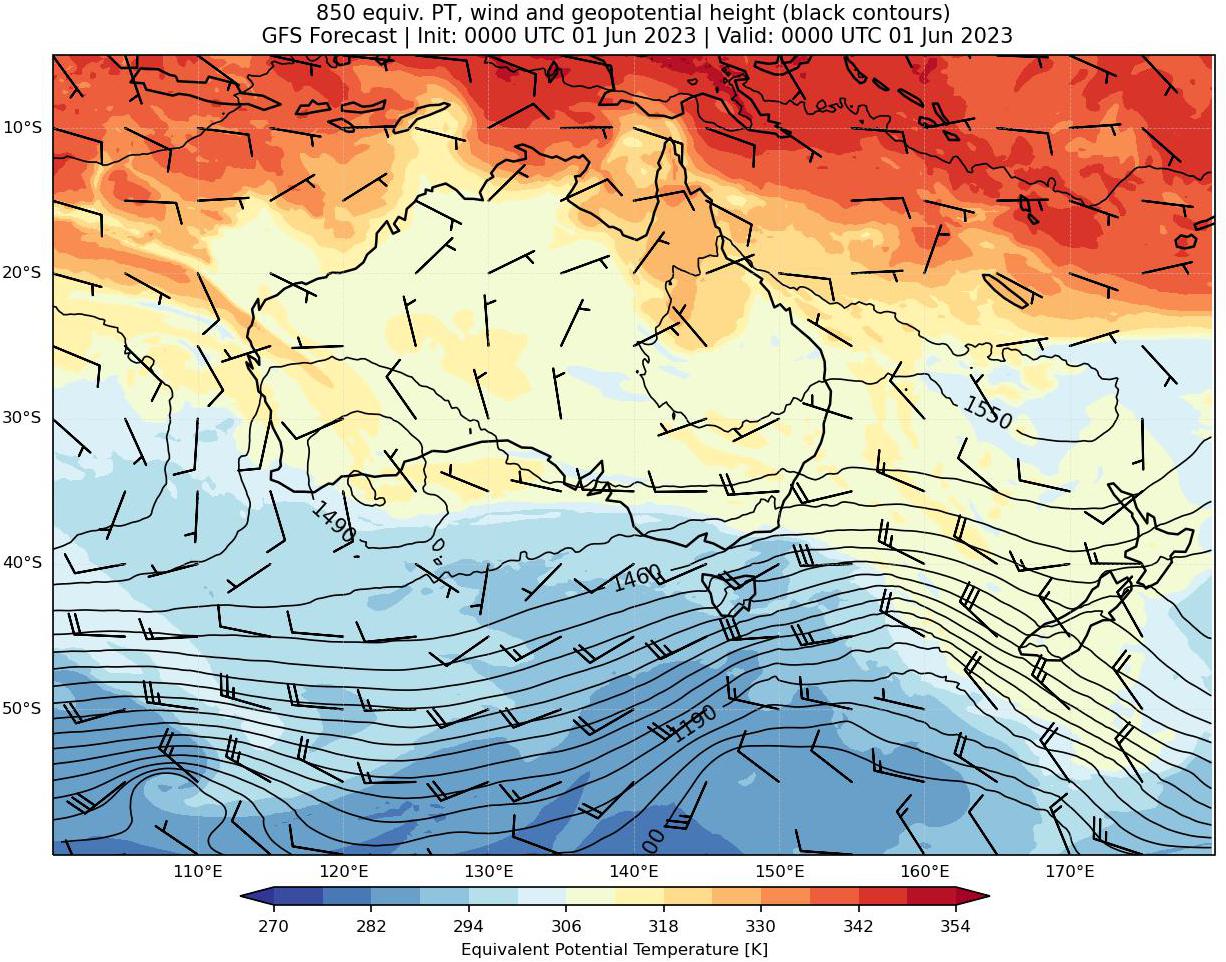 850 equiv. PT, wind and geopotential height (black contours)
GFS Forecast | Init: 0000 UTC 01 Jun 2023 | Valid: 0000 UTC 01 Jun 2023
10°S
20°S
1550
30°S
1490
40°S
1460
50°S
1190
00
110°E 120°E 130°E 140°E 150°E 160°E 170°E
270 282 294 306 318 330 342 354
Equivalent Potential Temperature [K]